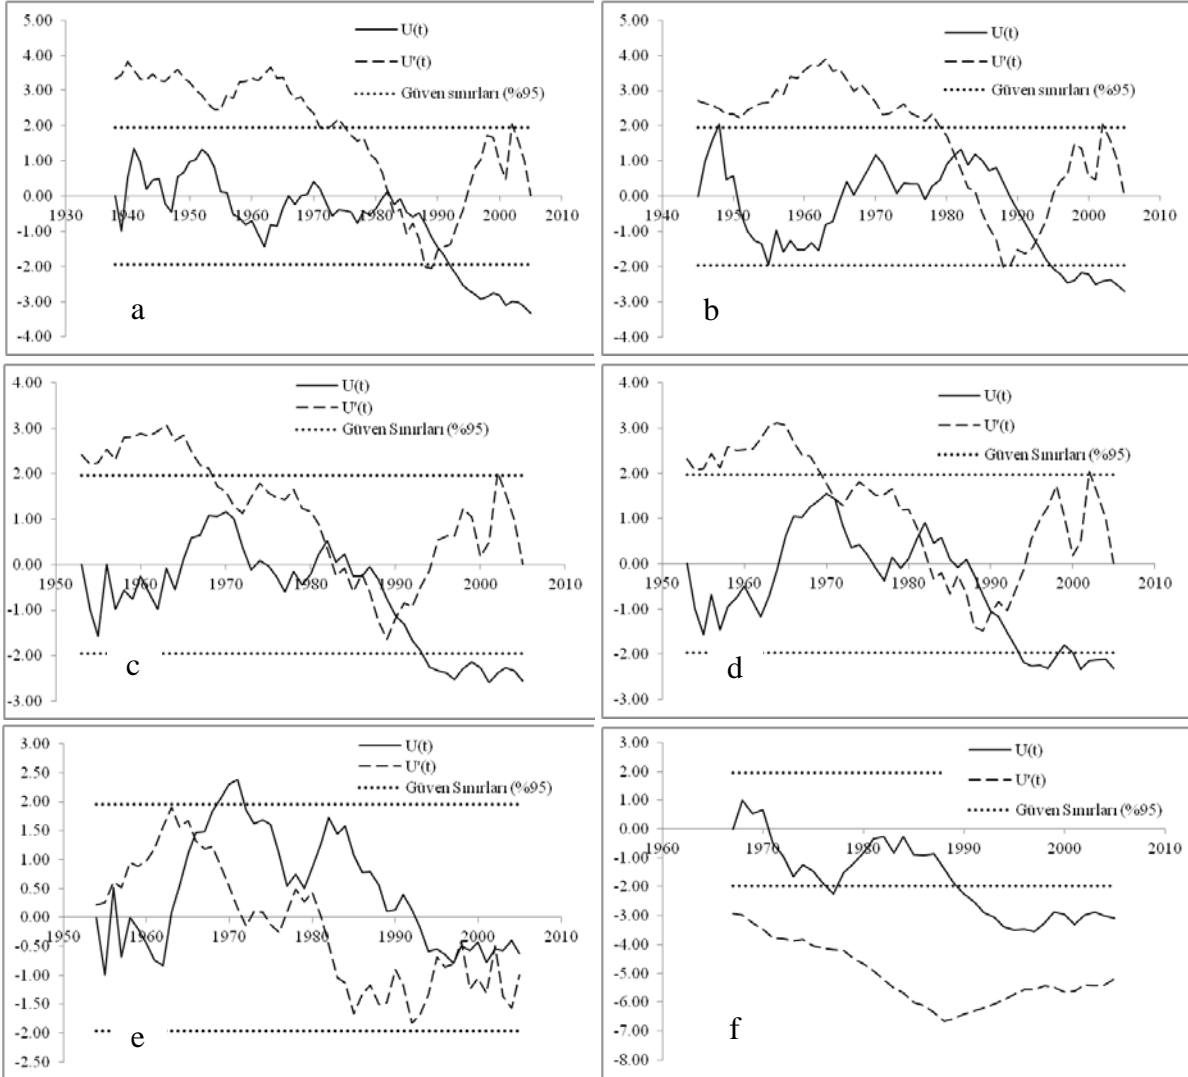 5.00
U(t)
4.00
U'(t)
3.00
Güven sınırları (%95)
2.00
1.00
0.00
1930 1940 1950 1960 1970 1980 1990 2000 2010
-1.00
-2.00
-3.00
a
-4.00
5.00
U(t)
4.00
U'(t)
3.00
Güven sınırları (%95)
2.00
1.00
0.00
1940 1950 1960 1970 1980 1990 2000 2010
-1.00
-2.00
-3.00
b
-4.00
4.00
U(t)
U'(t)
3.00
Güven Sınırları (%95)
2.00
1.00
0.00
1950 1960 1970 1980 1990 2000 2010
-1.00
-2.00
c
-3.00
4.00
U(t)
U'(t)
3.00
Güven Sınırları (%95)
2.00
1.00
0.00
1950 1960 1970 1980 1990 2000 2010
-1.00
-2.00
d
-3.00
3.00
U(t)
2.50
U'(t)
Güven Sınırları (%95)
2.00
1.50
1.00
0.50
0.00
1950 1960 1970 1980 1990 2000 2010
-0.50
-1.00
-1.50
-2.00
e
-2.50
3.00
U(t)
2.00
U'(t)
1.00
Güven Sınırları (%95)
0.00
1960 1970 1980 1990 2000 2010
-1.00
-2.00
-3.00
-4.00
-5.00
-6.00
-7.00
f
-8.00